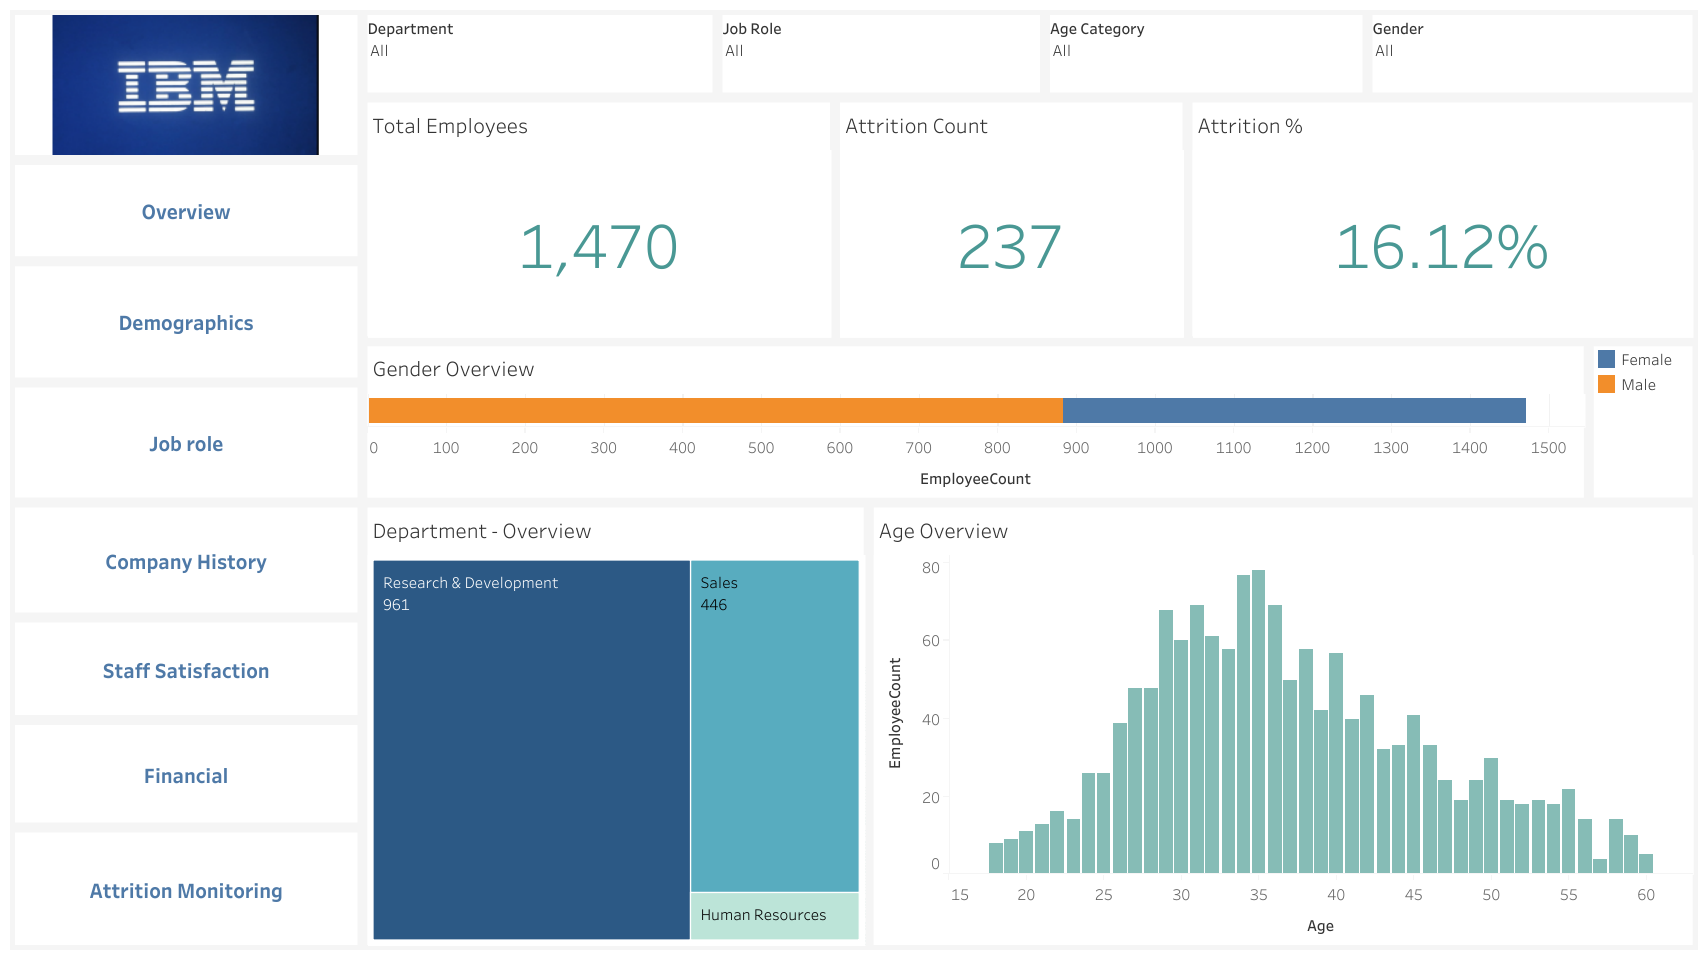 IBM
Department
All
Job Role
All
Age Category
All
Gender
All
Overview
Demographics
Job role
Company History
Staff Satisfaction
Financial
Attrition Monitoring
Total Employees
1,470
Attrition Count
237
Attrition %
16.12%
Gender Overview
0 100 200 300 400 500 600 700 800 900 1000 1100 1200 1300 1400 1500
EmployeeCount
Female
Male
Department - Overview
Research & Development
961
Sales
446
Human Resources
Age Overview
80
60
40
20
0
EmployeeCount
15 20 25 30 35 40 45 50 55 60
Age